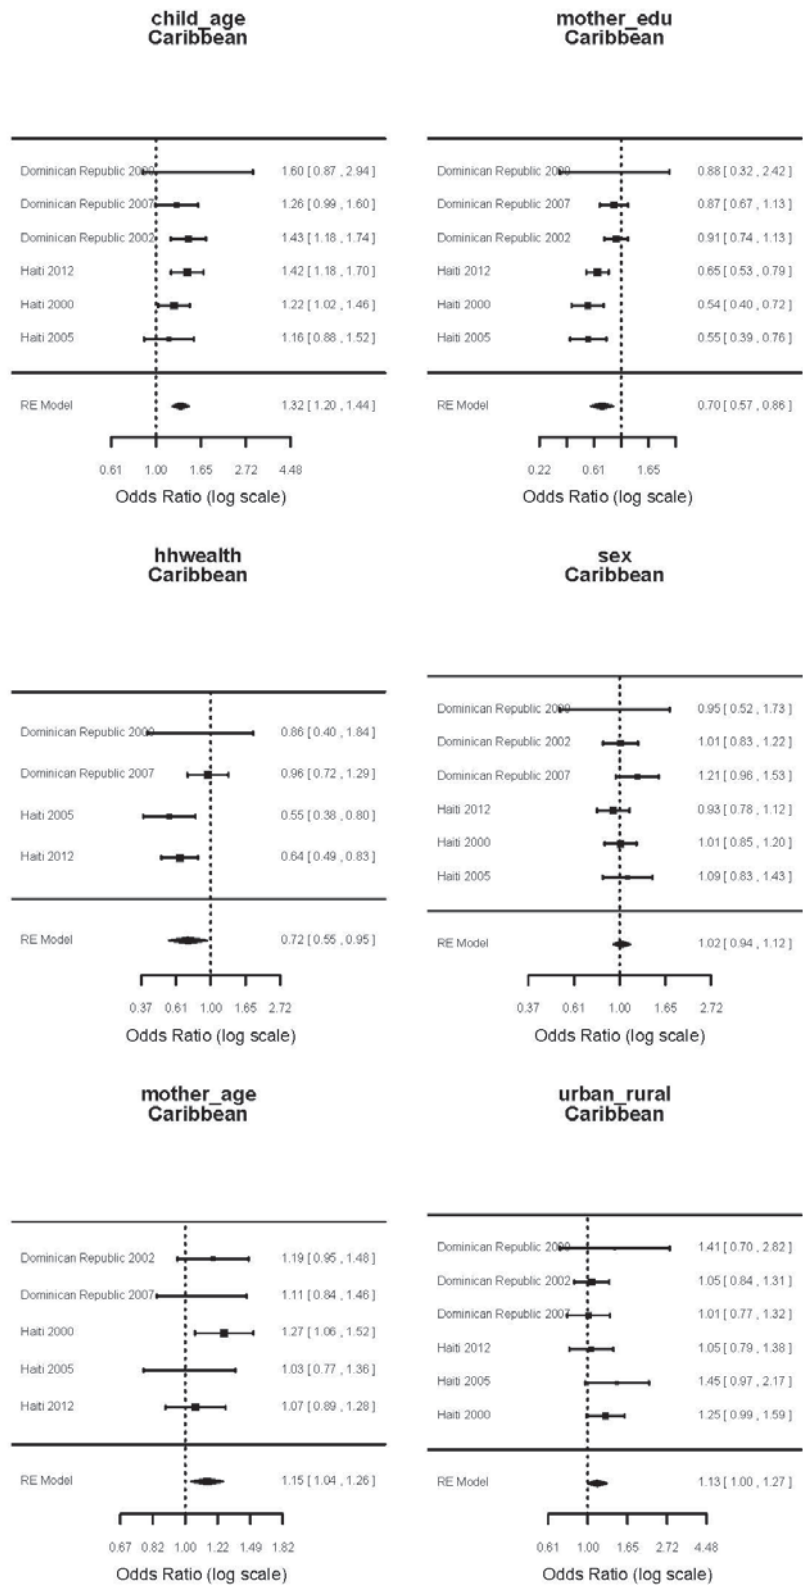 child_age
Caribbean
Dominican Republic 2009 1.60 [ 0.87 , 2.94 ]
Dominican Republic 2007 1.26 [ 0.99 , 1.60 ]
Dominican Republic 2002 1.43 [ 1.18 , 1.74 ]
Haiti 2012 1.42 [ 1.18 , 1.70 ]
Haiti 2000 1.22 [ 1.02 , 1.46 ]
Haiti 2005 1.16 [ 0.88 , 1.52 ]
RE Model 1.32 [ 1.20 , 1.44 ]
0.61 1.00 1.65 2.72 4.48
Odds Ratio (log scale)
mother_edu
Caribbean
Dominican Republic 2009 0.88 [ 0.32 , 2.42 ]
Dominican Republic 2007 0.87 [ 0.67 , 1.13 ]
Dominican Republic 2002 0.91 [ 0.74 , 1.13 ]
Haiti 2012 0.65 [ 0.53 , 0.79 ]
Haiti 2000 0.54 [ 0.40 , 0.72 ]
Haiti 2005 0.55 [ 0.39 , 0.76 ]
RE Model 0.70 [ 0.57 , 0.86 ]
0.22 0.61 1.65
Odds Ratio (log scale)
hhwealth
Caribbean
Dominican Republic 2009 0.86 [ 0.40 , 1.84 ]
Dominican Republic 2007 0.96 [ 0.72 , 1.29 ]
Haiti 2005 0.55 [ 0.38 , 0.80 ]
Haiti 2012 0.64 [ 0.49 , 0.83 ]
RE Model 0.72 [ 0.55 , 0.95 ]
0.37 0.61 1.00 1.65 2.72
Odds Ratio (log scale)
sex
Caribbean
Dominican Republic 2009 0.95 [ 0.52 , 1.73 ]
Dominican Republic 2002 1.01 [ 0.83 , 1.22 ]
Dominican Republic 2007 1.21 [ 0.96 , 1.53 ]
Haiti 2012 0.93 [ 0.78 , 1.12 ]
Haiti 2000 1.01 [ 0.85 , 1.20 ]
Haiti 2005 1.09 [ 0.83 , 1.43 ]
RE Model 1.02 [ 0.94 , 1.12 ]
0.37 0.61 1.00 1.65 2.72
Odds Ratio (log scale)
mother_age
Caribbean
Dominican Republic 2002 1.19 [ 0.95 , 1.48 ]
Dominican Republic 2007 1.11 [ 0.84 , 1.46 ]
Haiti 2000 1.27 [ 1.06 , 1.52 ]
Haiti 2005 1.03 [ 0.77 , 1.36 ]
Haiti 2012 1.07 [ 0.89 , 1.28 ]
RE Model 1.15 [ 1.04 , 1.26 ]
0.67 0.82 1.00 1.22 1.49 1.82
Odds Ratio (log scale)
urban_rural
Caribbean
Dominican Republic 2009 1.41 [ 0.70 , 2.82 ]
Dominican Republic 2002 1.05 [ 0.84 , 1.31 ]
Dominican Republic 2007 1.01 [ 0.77 , 1.32 ]
Haiti 2012 1.05 [ 0.79 , 1.38 ]
Haiti 2005 1.45 [ 0.97 , 2.17 ]
Haiti 2000 1.25 [ 0.99 , 1.59 ]
RE Model 1.13 [ 1.00 , 1.27 ]
0.61 1.00 1.65 2.72 4.48
Odds Ratio (log scale)